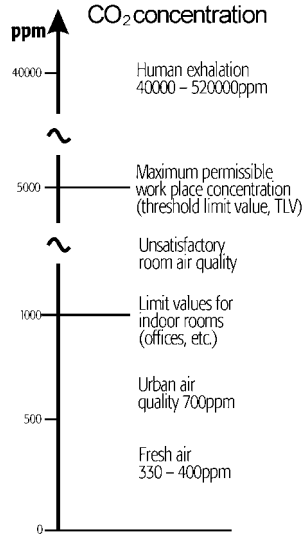 CO₂ concentration
ppm
40000
Human exhalation
40000 – 520000ppm
5000
Maximum permissible
work place concentration
(threshold limit value, TLV)
Unsatisfactory
room air quality
1000
Limit values for
indoor rooms
(offices, etc.)
Urban air
quality 700ppm
500
Fresh air
330 – 400ppm
0